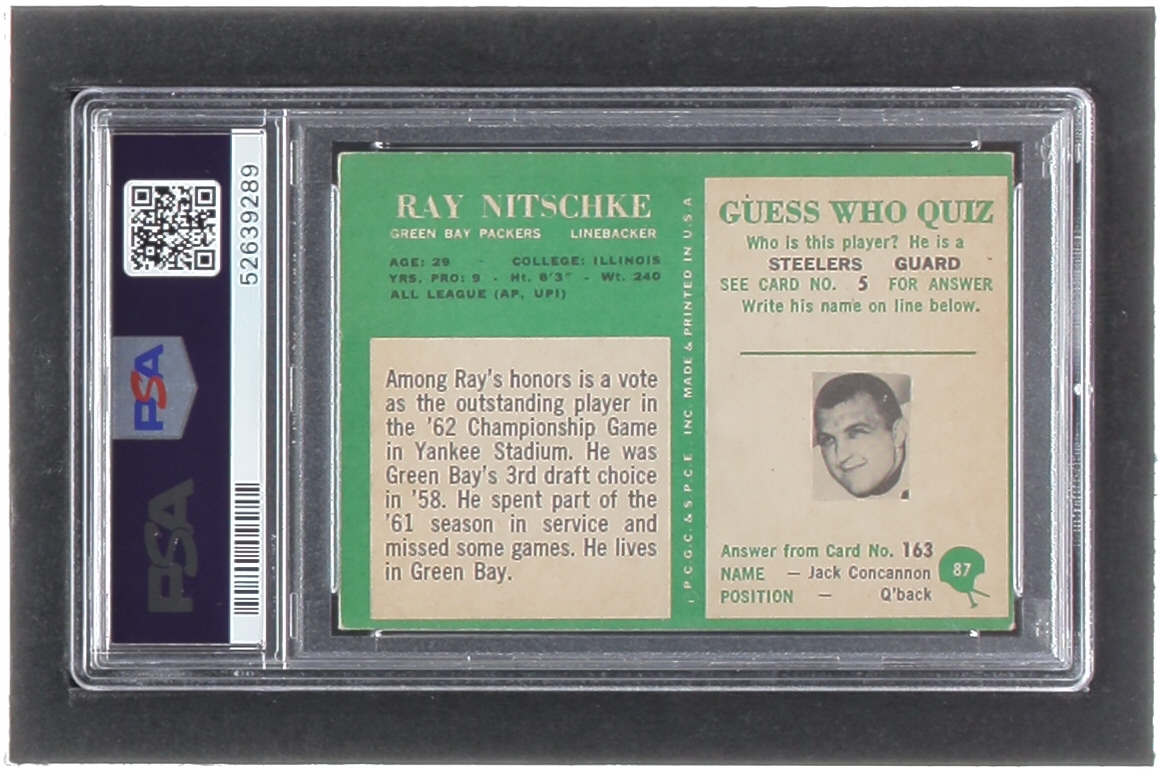 PSA
PSA
52639289
RAY NITSCHKE
GREEN BAY PACKERS LINEBACKER
AGE: 29 - COLLEGE: ILLINOIS
YRS. PRO: 9 - Ht. 6'3" - Wt. 240
ALL LEAGUE (AP, UPI)
Among Ray's honors is a vote
as the outstanding player in
the '62 Championship Game
in Yankee Stadium. He was
Green Bay's 3rd draft choice
in '58. He spent part of the
'61 season in service and
missed some games. He lives
in Green Bay.
P.C.G.C. & S.P.C.E. INC. MADE & PRINTED IN U.S.A
GUESS WHO QUIZ
Who is this player? He is a
STEELERS GUARD
SEE CARD NO. 5 FOR ANSWER
Write his name on line below.
Answer from Card No. 163
NAME — Jack Concannon
POSITION — Q'back
87